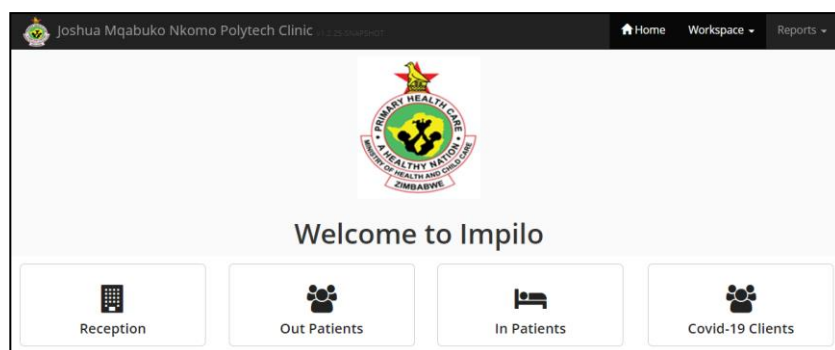 Joshua Mqabuko Nkomo Polytech Clinic
Home Workspace Reports
PRIMARY HEALTH CARE
A HEALTHY NATION
MINISTRY OF HEALTH AND CHILD CARE
ZIMBABWE
Welcome to Impilo
Reception Out Patients In Patients Covid-19 Clients